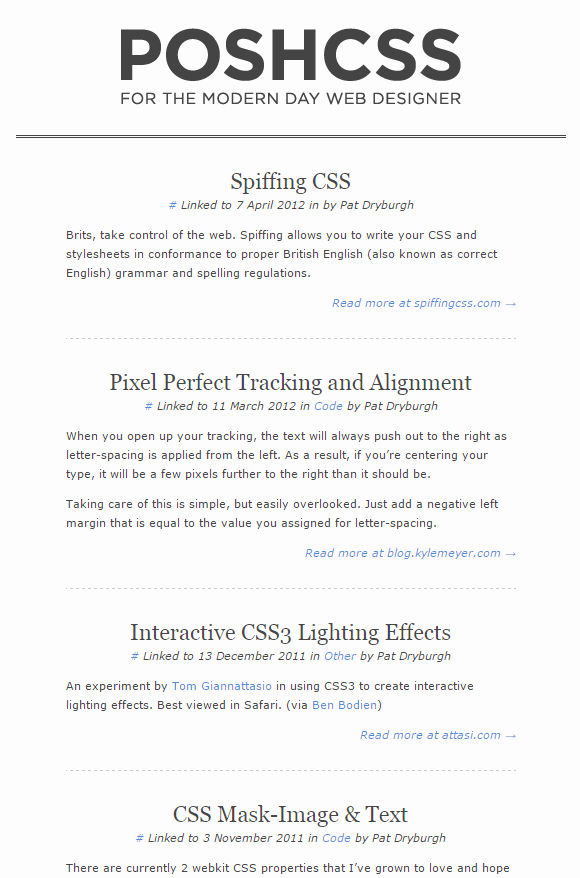 POSHCSS
FOR THE MODERN DAY WEB DESIGNER
Spiffing CSS
# Linked to 7 April 2012 in by Pat Dryburgh
Brits, take control of the web. Spiffing allows you to write your CSS and
stylesheets in conformance to proper British English (also known as correct
English) grammar and spelling regulations.
Read more at spiffingcss.com →
Pixel Perfect Tracking and Alignment
# Linked to 11 March 2012 in Code by Pat Dryburgh
When you open up your tracking, the text will always push out to the right as
letter-spacing is applied from the left. As a result, if you’re centering your
type, it will be a few pixels further to the right than it should be.
Taking care of this is simple, but easily overlooked. Just add a negative left
margin that is equal to the value you assigned for letter-spacing.
Read more at blog.kylemeyer.com →
Interactive CSS3 Lighting Effects
# Linked to 13 December 2011 in Other by Pat Dryburgh
An experiment by Tom Giannattasio in using CSS3 to create interactive
lighting effects. Best viewed in Safari. (via Ben Bodien)
Read more at attasi.com →
CSS Mask-Image & Text
# Linked to 3 November 2011 in Code by Pat Dryburgh
There are currently 2 webkit CSS properties that I’ve grown to love and hope